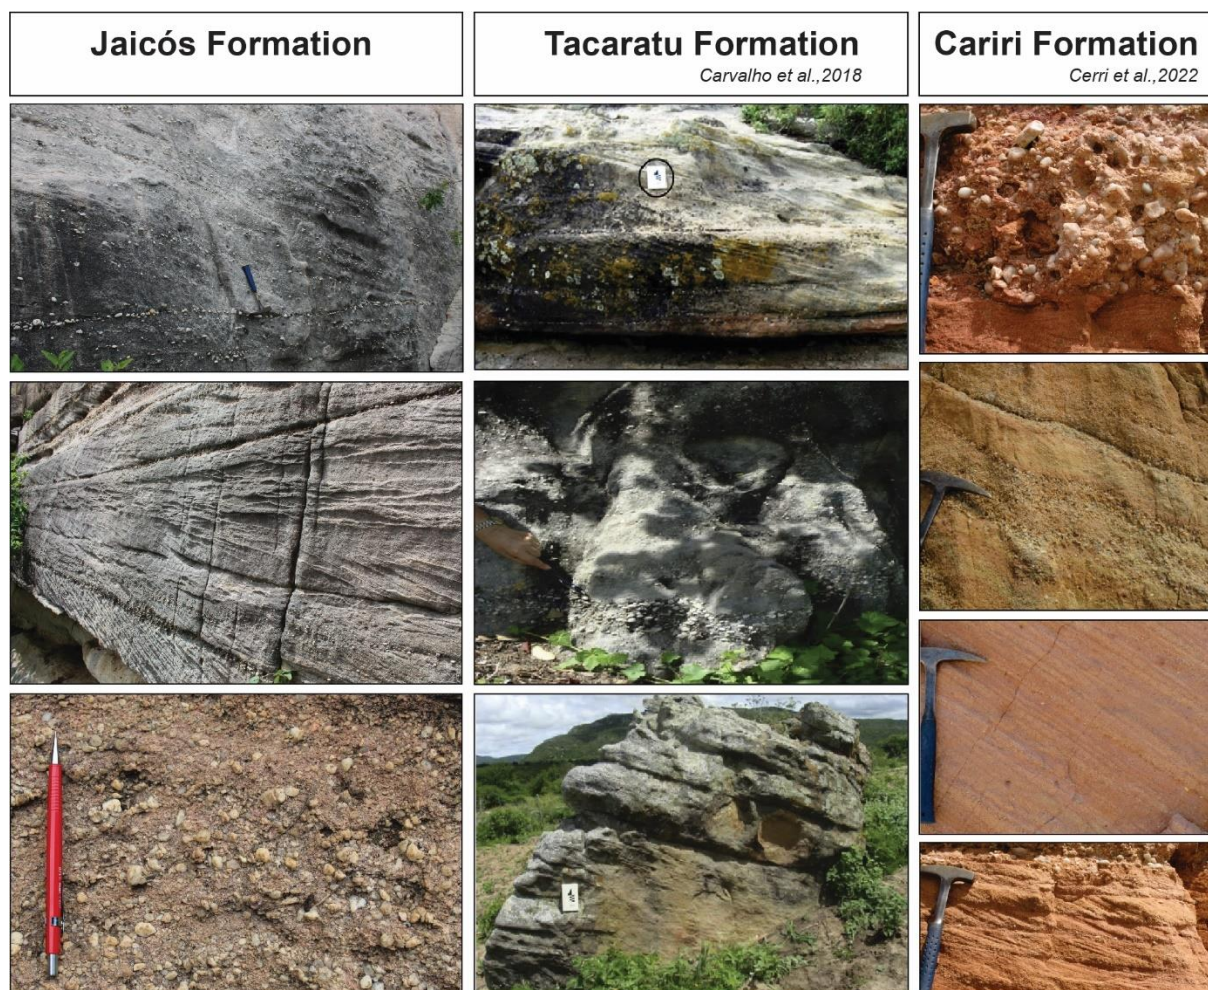 Jaicós Formation
Tacaratu Formation
Carvalho et al.,2018
Cariri Formation
Cerri et al.,2022